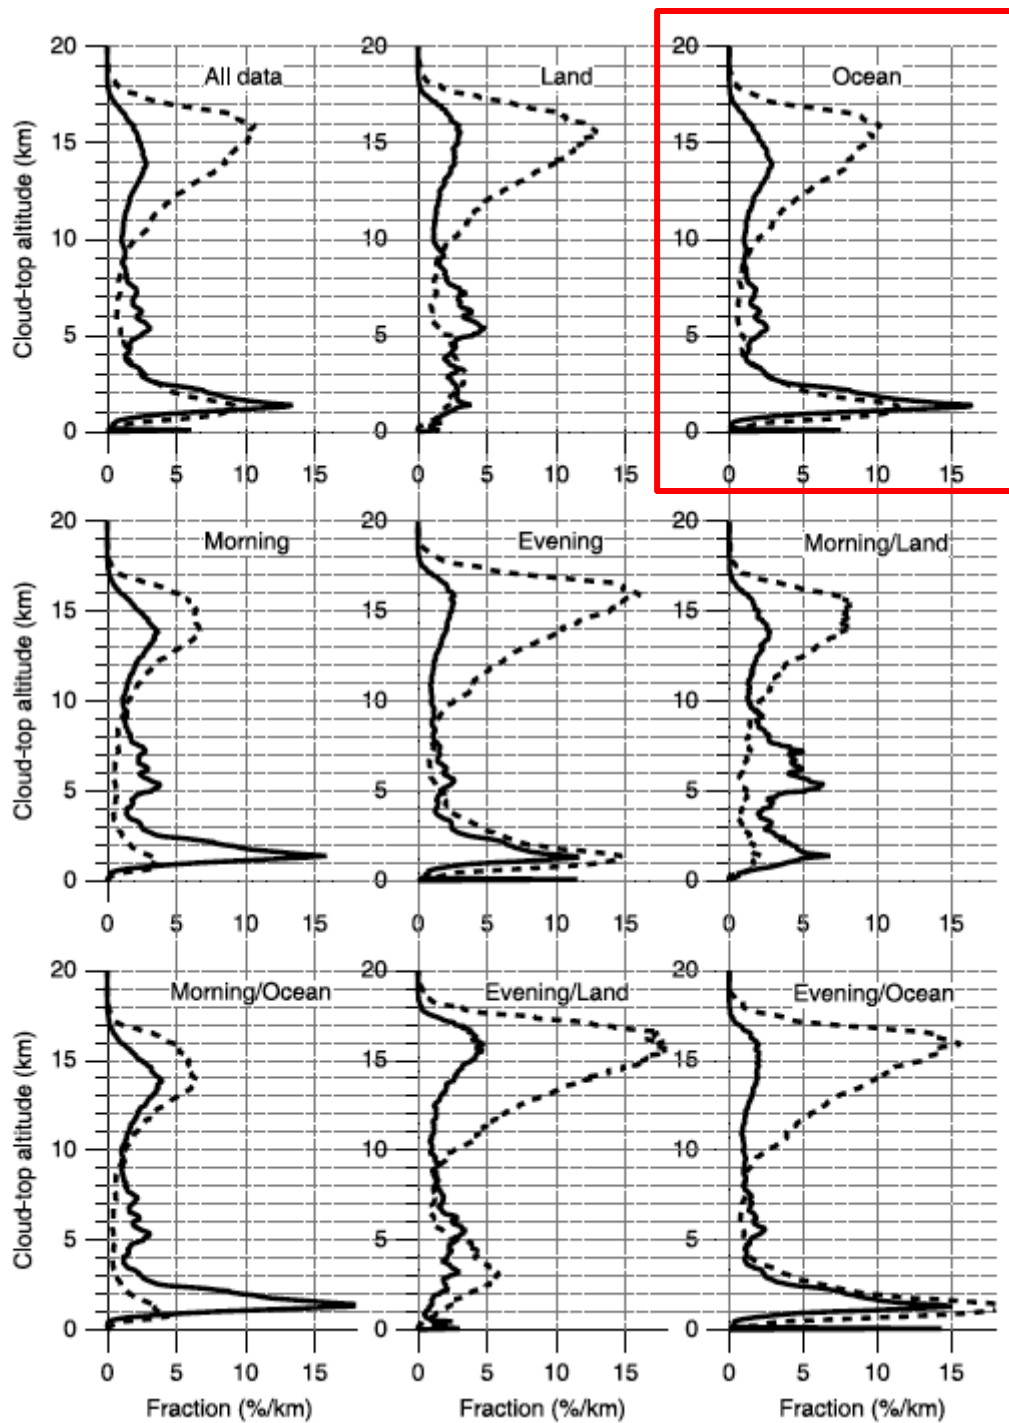 20 20 20
All data Land Ocean
15 15 15
10 10 10
5 5 5
0 0 0
0 5 10 15 0 5 10 15 0 5 10 15
Cloud-top altitude (km)
20 20 20
Morning Evening Morning/Land
15 15 15
10 10 10
5 5 5
0 0 0
0 5 10 15 0 5 10 15 0 5 10 15
Cloud-top altitude (km)
20 20 20
Morning/Ocean Evening/Land Evening/Ocean
15 15 15
10 10 10
5 5 5
0 0 0
0 5 10 15 0 5 10 15 0 5 10 15
Cloud-top altitude (km)
Fraction (%/km) Fraction (%/km) Fraction (%/km)